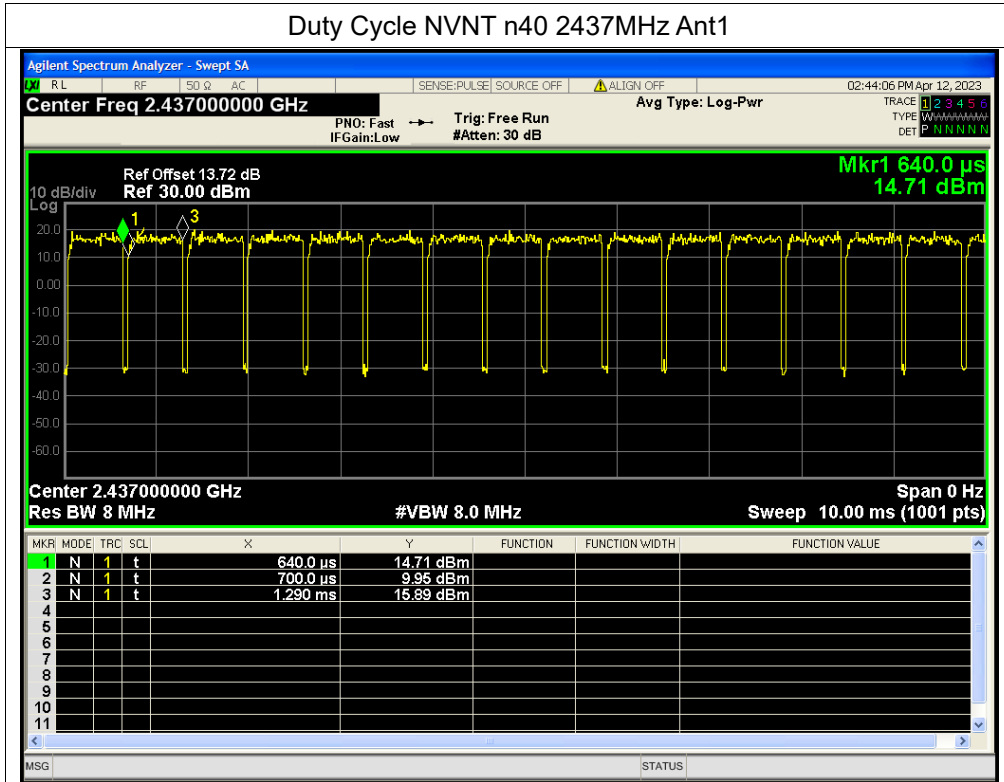 Duty Cycle NVNT n40 2437MHz Ant1
Agilent Spectrum Analyzer - Swept SA
LXI RL RF 50 Ω AC SENSE:PULSE SOURCE OFF ALIGN OFF 02:44:06 PM Apr 12, 2023
Center Freq 2.437000000 GHz Avg Type: Log-Pwr TRACE 1 2 3 4 5 6
PNO: Fast Trig: Free Run TYPE W
IFGain:Low #Atten: 30 dB DET P N N N N N
Mkr1 640.0 µs
Ref Offset 13.72 dB
10 dB/div Ref 30.00 dBm 14.71 dBm
Log
1 3
20.0
10.0
0.00
-10.0
-20.0
-30.0
-40.0
-50.0
-60.0
Center 2.437000000 GHz Span 0 Hz
Res BW 8 MHz #VBW 8.0 MHz Sweep 10.00 ms (1001 pts)
MKR MODE TRC SCL X Y FUNCTION FUNCTION WIDTH FUNCTION VALUE
1 N 1 t 640.0 µs 14.71 dBm
2 N 1 t 700.0 µs 9.95 dBm
3 N 1 t 1.290 ms 15.89 dBm
4
5
6
7
8
9
10
11
MSG STATUS